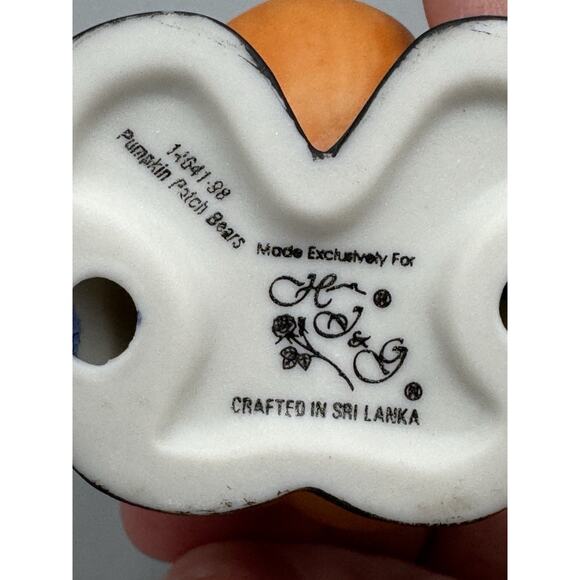 14641-98
Pumpkin Patch Bears
Made Exclusively For
H ®
J & G ®
CRAFTED IN SRI LANKA